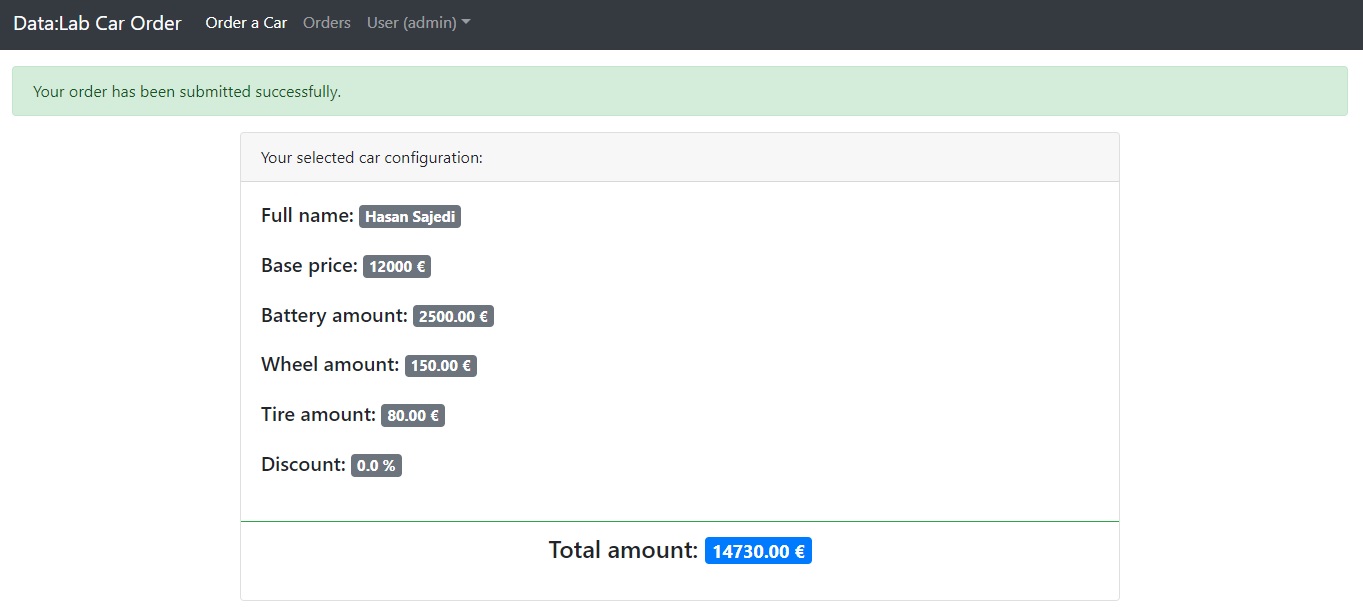 Data:Lab Car Order Order a Car Orders User (admin)
Your order has been submitted successfully.
Your selected car configuration:
Full name: Hasan Sajedi
Base price: 12000 €
Battery amount: 2500.00 €
Wheel amount: 150.00 €
Tire amount: 80.00 €
Discount: 0.0 %
Total amount: 14730.00 €